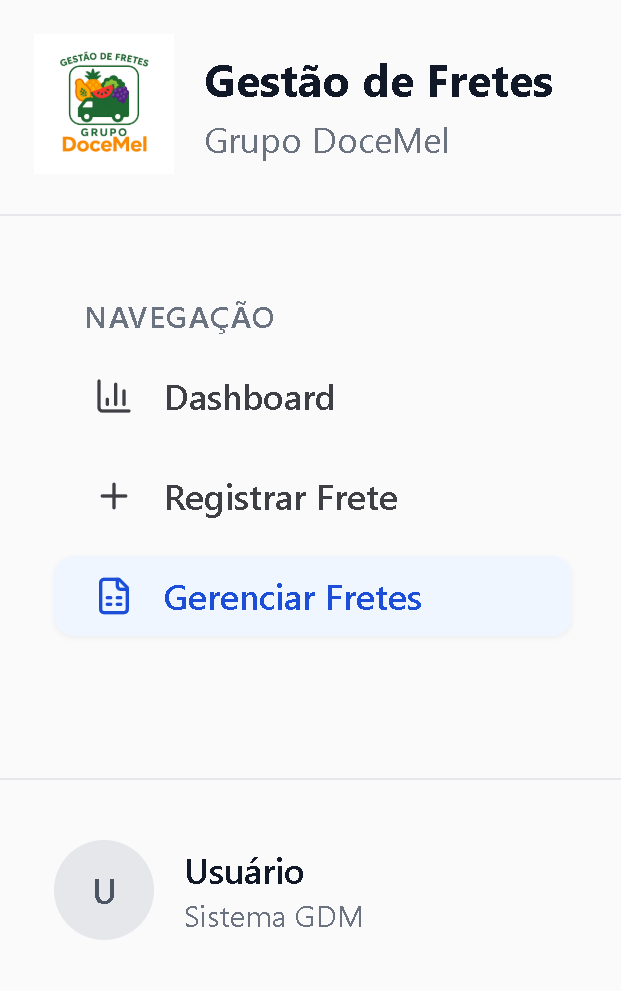 GESTÃO DE FRETES
GRUPO
DoceMel
Gestão de Fretes
Grupo DoceMel
NAVEGAÇÃO
Dashboard
Registrar Frete
Gerenciar Fretes
U
Usuário
Sistema GDM